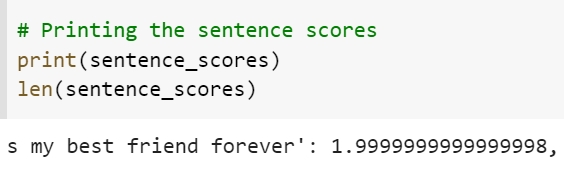 # Printing the sentence scores
print(sentence_scores)
len(sentence_scores)
s my best friend forever': 1.9999999999999998,